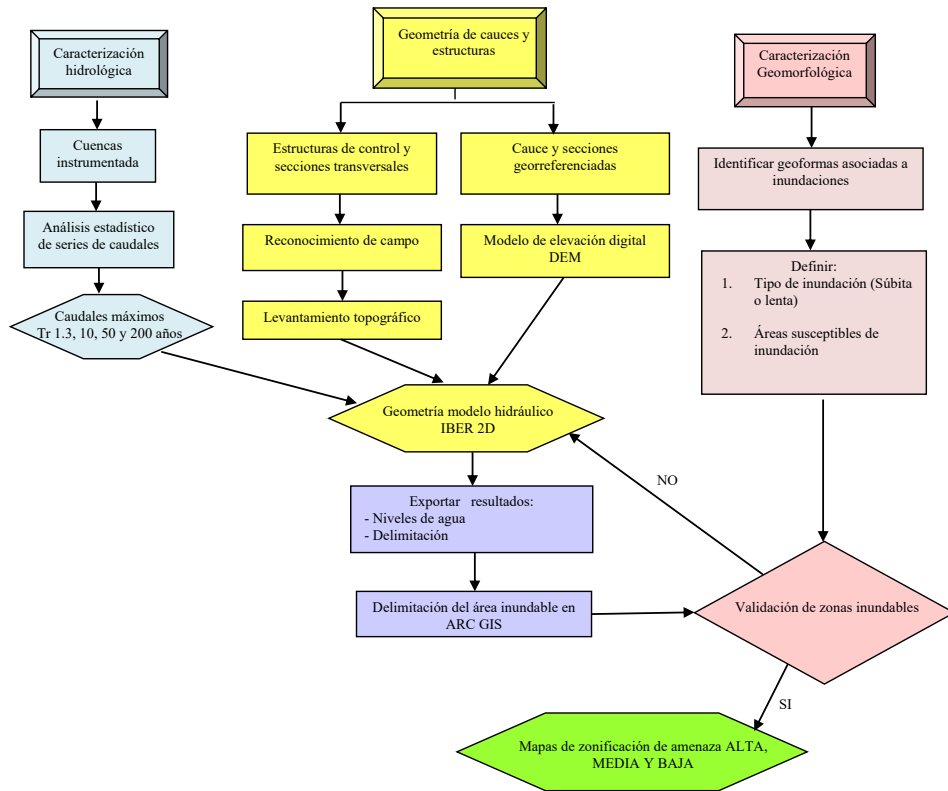 Caracterización
hidrológica
Geometría de cauces y
estructuras
Caracterización
Geomorfológica
Cuencas
instrumentada
Estructuras de control y
secciones transversales
Cauce y secciones
georreferenciadas
Identificar geoformas asociadas a
inundaciones
Análisis estadístico
de series de caudales
Reconocimiento de campo
Modelo de elevación digital
DEM
Definir:
1. Tipo de inundación (Súbita
o lenta)
2. Áreas susceptibles de
inundación
Caudales máximos
Tr 1.3, 10, 50 y 200 años
Levantamiento topográfico
Geometría modelo hidráulico
IBER 2D
NO
Exportar resultados:
- Niveles de agua
- Delimitación
Delimitación del área inundable en
ARC GIS
Validación de zonas inundables
SI
Mapas de zonificación de amenaza ALTA,
MEDIA Y BAJA